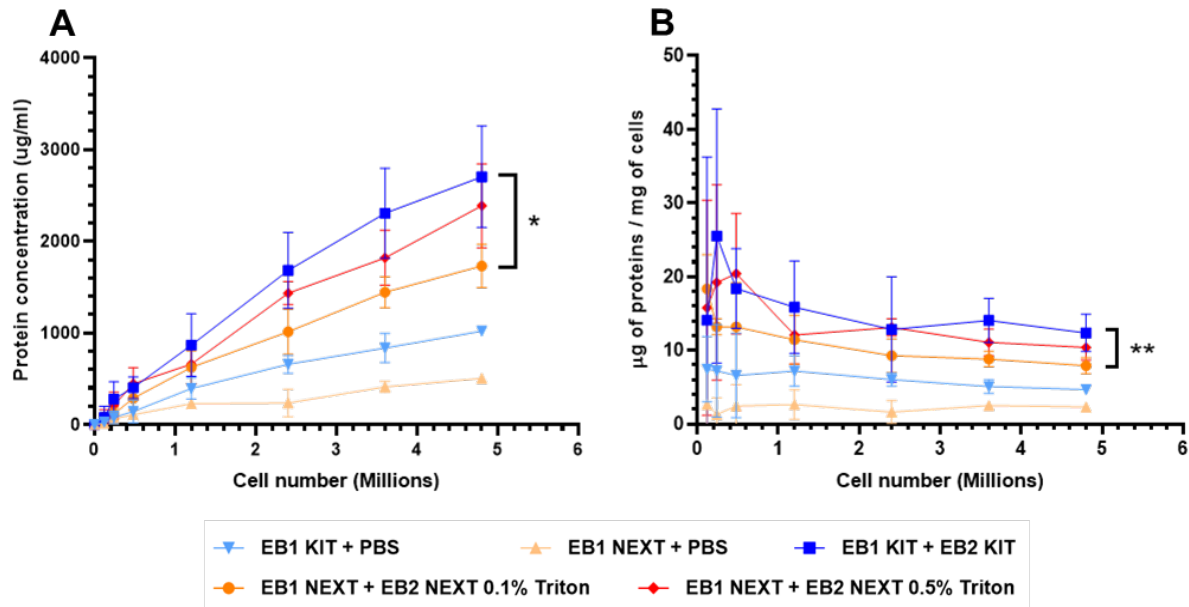 A
B
Protein concentration (ug/ml)
4000
3000
2000
1000
0
0 1 2 3 4 5 6
Cell number (Millions)
*
µg of proteins / mg of cells
50
40
30
20
10
0
0 1 2 3 4 5 6
Cell number (Millions)
**
EB1 KIT + PBS
EB1 NEXT + PBS
EB1 KIT + EB2 KIT
EB1 NEXT + EB2 NEXT 0.1% Triton
EB1 NEXT + EB2 NEXT 0.5% Triton